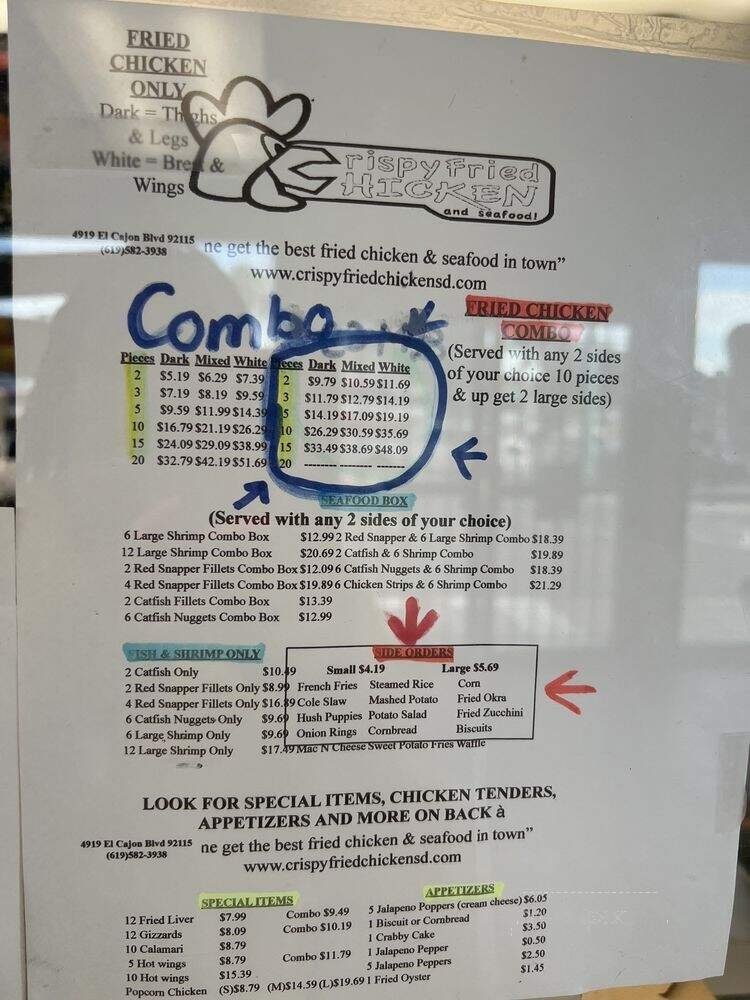 FRIED
CHICKEN
ONLY
Dark = Thighs
& Legs
White = Brest &
Wings
Crispy Fried
CHICKEN
and seafood!
4919 El Cajon Blvd 92115
(619)582-3938
ne get the best fried chicken & seafood in town”
www.crispyfriedchickensd.com
Combo
FRIED CHICKEN
COMBO
(Served with any 2 sides
of your choice 10 pieces
& up get 2 large sides)
Pieces Dark Mixed White Pieces Dark Mixed White
2 $5.19 $6.29 $7.39 2 $9.79 $10.59 $11.69
3 $7.19 $8.19 $9.59 3 $11.79 $12.79 $14.19
5 $9.59 $11.99 $14.39 5 $14.19 $17.09 $19.19
10 $16.79 $21.19 $26.29 10 $26.29 $30.59 $35.69
15 $24.09 $29.09 $38.99 15 $33.49 $38.69 $48.09
20 $32.79 $42.19 $51.69 20 -------- -------- -------
SEAFOOD BOX
(Served with any 2 sides of your choice)
6 Large Shrimp Combo Box $12.99 2 Red Snapper & 6 Large Shrimp Combo $18.39
12 Large Shrimp Combo Box $20.69 2 Catfish & 6 Shrimp Combo $19.89
2 Red Snapper Fillets Combo Box $12.09 6 Catfish Nuggets & 6 Shrimp Combo $18.39
4 Red Snapper Fillets Combo Box $19.89 6 Chicken Strips & 6 Shrimp Combo $21.29
2 Catfish Fillets Combo Box $13.39
6 Catfish Nuggets Combo Box $12.99
FISH & SHRIMP ONLY
2 Catfish Only $10.49
2 Red Snapper Fillets Only $8.99
4 Red Snapper Fillets Only $16.89
6 Catfish Nuggets Only $9.69
6 Large Shrimp Only $9.69
12 Large Shrimp Only $17.49
SIDE ORDERS
Small $4.19 Large $5.69
French Fries Steamed Rice Corn
Cole Slaw Mashed Potato Fried Okra
Hush Puppies Potato Salad Fried Zucchini
Onion Rings Cornbread Biscuits
Mac N Cheese Sweet Potato Fries Waffle
LOOK FOR SPECIAL ITEMS, CHICKEN TENDERS,
APPETIZERS AND MORE ON BACK à
4919 El Cajon Blvd 92115
(619)582-3938
ne get the best fried chicken & seafood in town”
www.crispyfriedchickensd.com
SPECIAL ITEMS
12 Fried Liver $7.99 Combo $9.49
12 Gizzards $8.09 Combo $10.19
10 Calamari $8.79
5 Hot wings $8.79 Combo $11.79
10 Hot wings $15.39
Popcorn Chicken (S)$8.79 (M)$14.59 (L)$19.69
APPETIZERS
5 Jalapeno Poppers (cream cheese) $6.05
1 Biscuit or Cornbread $1.20
1 Crabby Cake $3.50
1 Jalapeno Pepper $0.50
5 Jalapeno Peppers $2.50
1 Fried Oyster $1.45